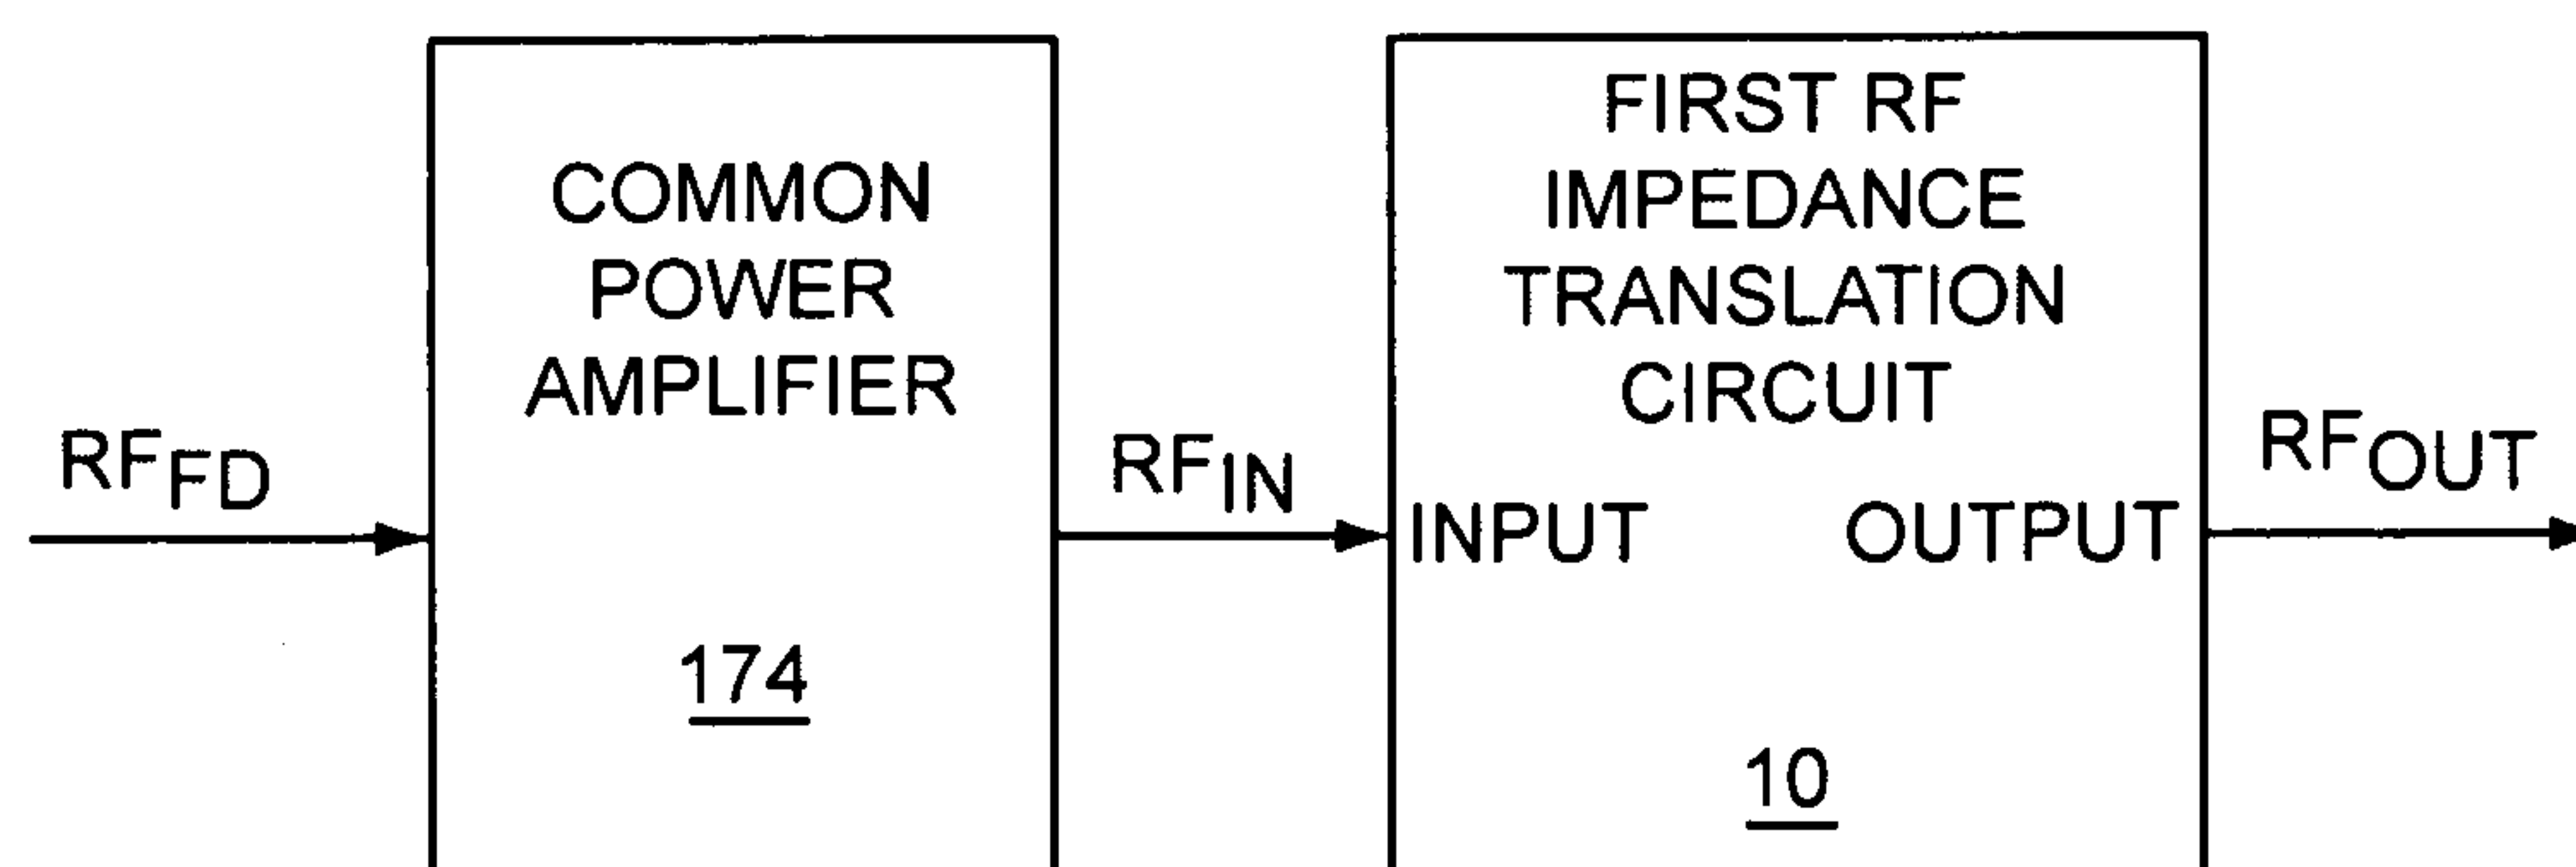 COMMON
POWER
AMPLIFIER
174
FIRST RF
IMPEDANCE
TRANSLATION
CIRCUIT
INPUT OUTPUT
10
RFFD
RFIN
RFOUT